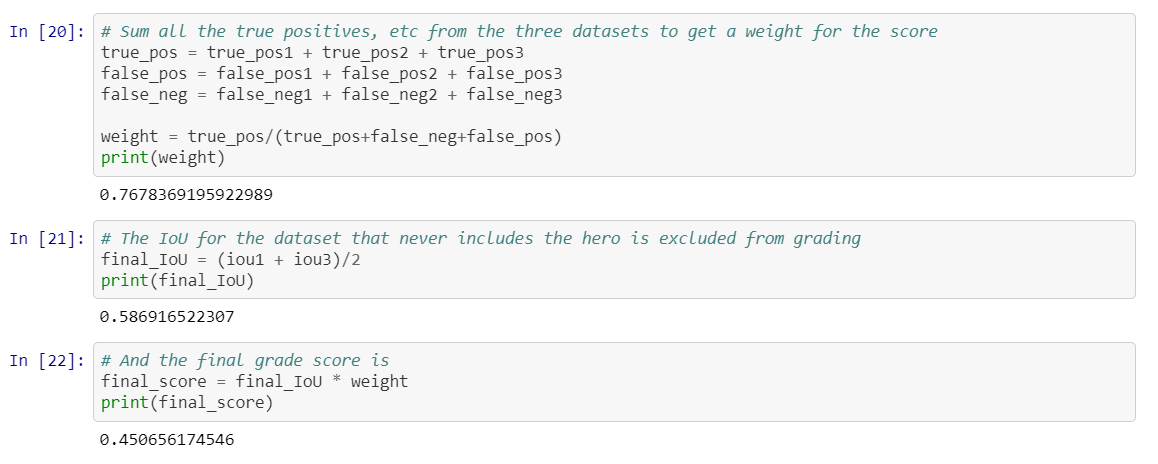 In [20]: # Sum all the true positives, etc from the three datasets to get a weight for the score
true_pos = true_pos1 + true_pos2 + true_pos3
false_pos = false_pos1 + false_pos2 + false_pos3
false_neg = false_neg1 + false_neg2 + false_neg3
weight = true_pos/(true_pos+false_neg+false_pos)
print(weight)
0.7678369195922989
In [21]: # The IoU for the dataset that never includes the hero is excluded from grading
final_IoU = (iou1 + iou3)/2
print(final_IoU)
0.586916522307
In [22]: # And the final grade score is
final_score = final_IoU * weight
print(final_score)
0.450656174546